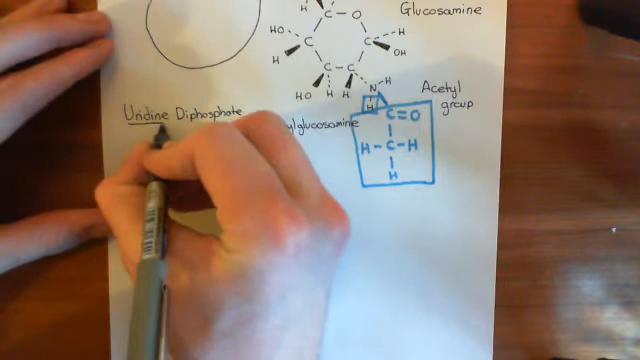 Glucosamine
H
C - O
HO
C
C
H
OH
H
C - C
HO
H
H
N
H
H
Acetyl
group
C=O
Uridine Diphosphate
ylglucosamine
H-C-H
H